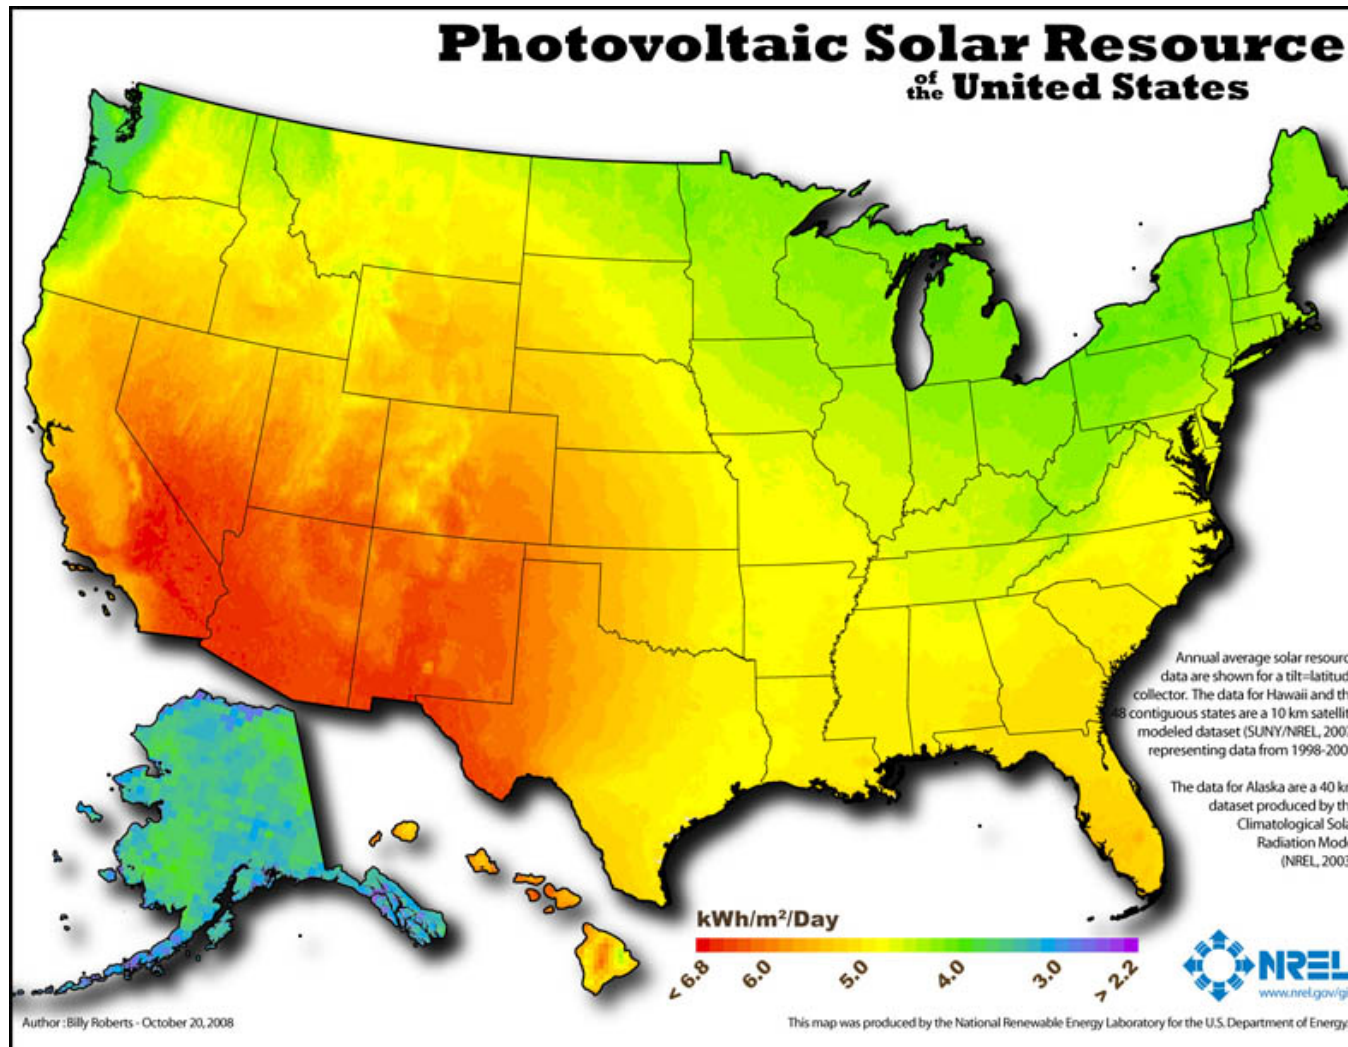 Photovoltaic Solar Resource
of the United States
Annual average solar resourc
data are shown for a tilt=latitud
collector. The data for Hawaii and th
48 contiguous states are a 10 km satellit
modeled dataset (SUNY/NREL, 200
representing data from 1998-200
The data for Alaska are a 40 k
dataset produced by th
Climatological Sola
Radiation Mod
(NREL, 2003
kWh/m²/Day
< 6.8 6.0 5.0 4.0 3.0 > 2.2
NREL
www.nrel.gov/gi
Author : Billy Roberts - October 20, 2008
This map was produced by the National Renewable Energy Laboratory for the U.S. Department of Energy.